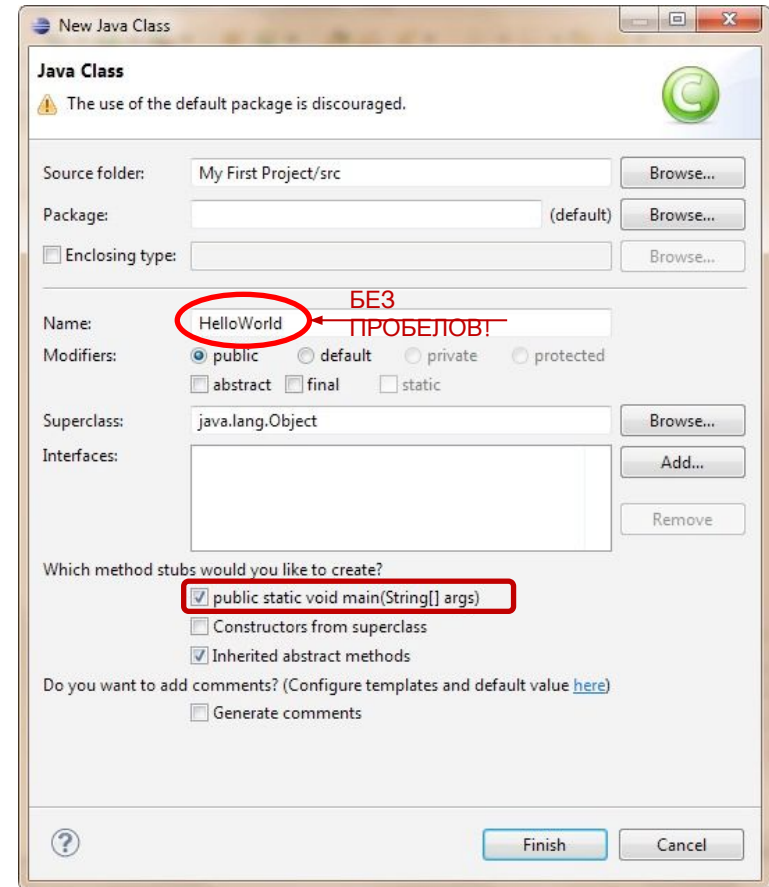 New Java Class
Java Class
The use of the default package is discouraged.
Source folder: My First Project/src Browse...
Package: (default) Browse...
Enclosing type: Browse...
БЕЗ
ПРОБЕЛОВ!
Name: HelloWorld
Modifiers: public default private protected
abstract final static
Superclass: java.lang.Object Browse...
Interfaces: Add...
Remove
Which method stubs would you like to create?
public static void main(String[] args)
Constructors from superclass
Inherited abstract methods
Do you want to add comments? (Configure templates and default value here)
Generate comments
? Finish Cancel